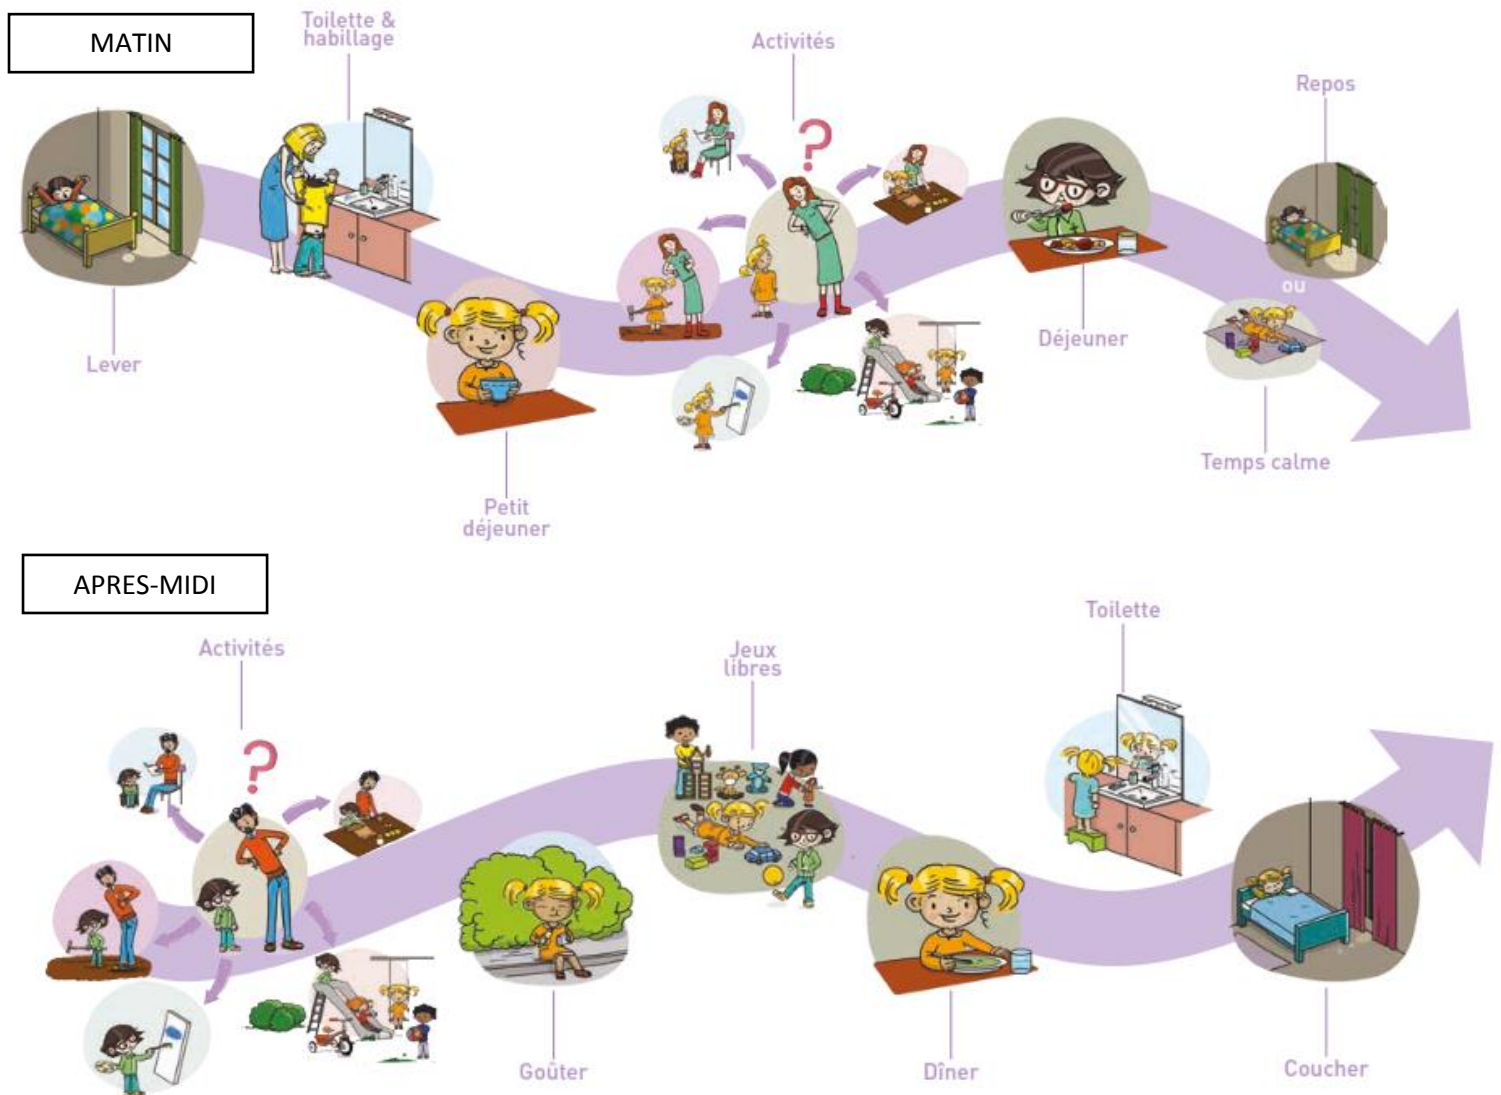 MATIN
Toilette &
habillage
Activités
Repos
?
ou
Déjeuner
Lever
Temps calme
Petit
déjeuner
APRES-MIDI
Toilette
Activités
Jeux
libres
?
Goûter
Dîner
Coucher